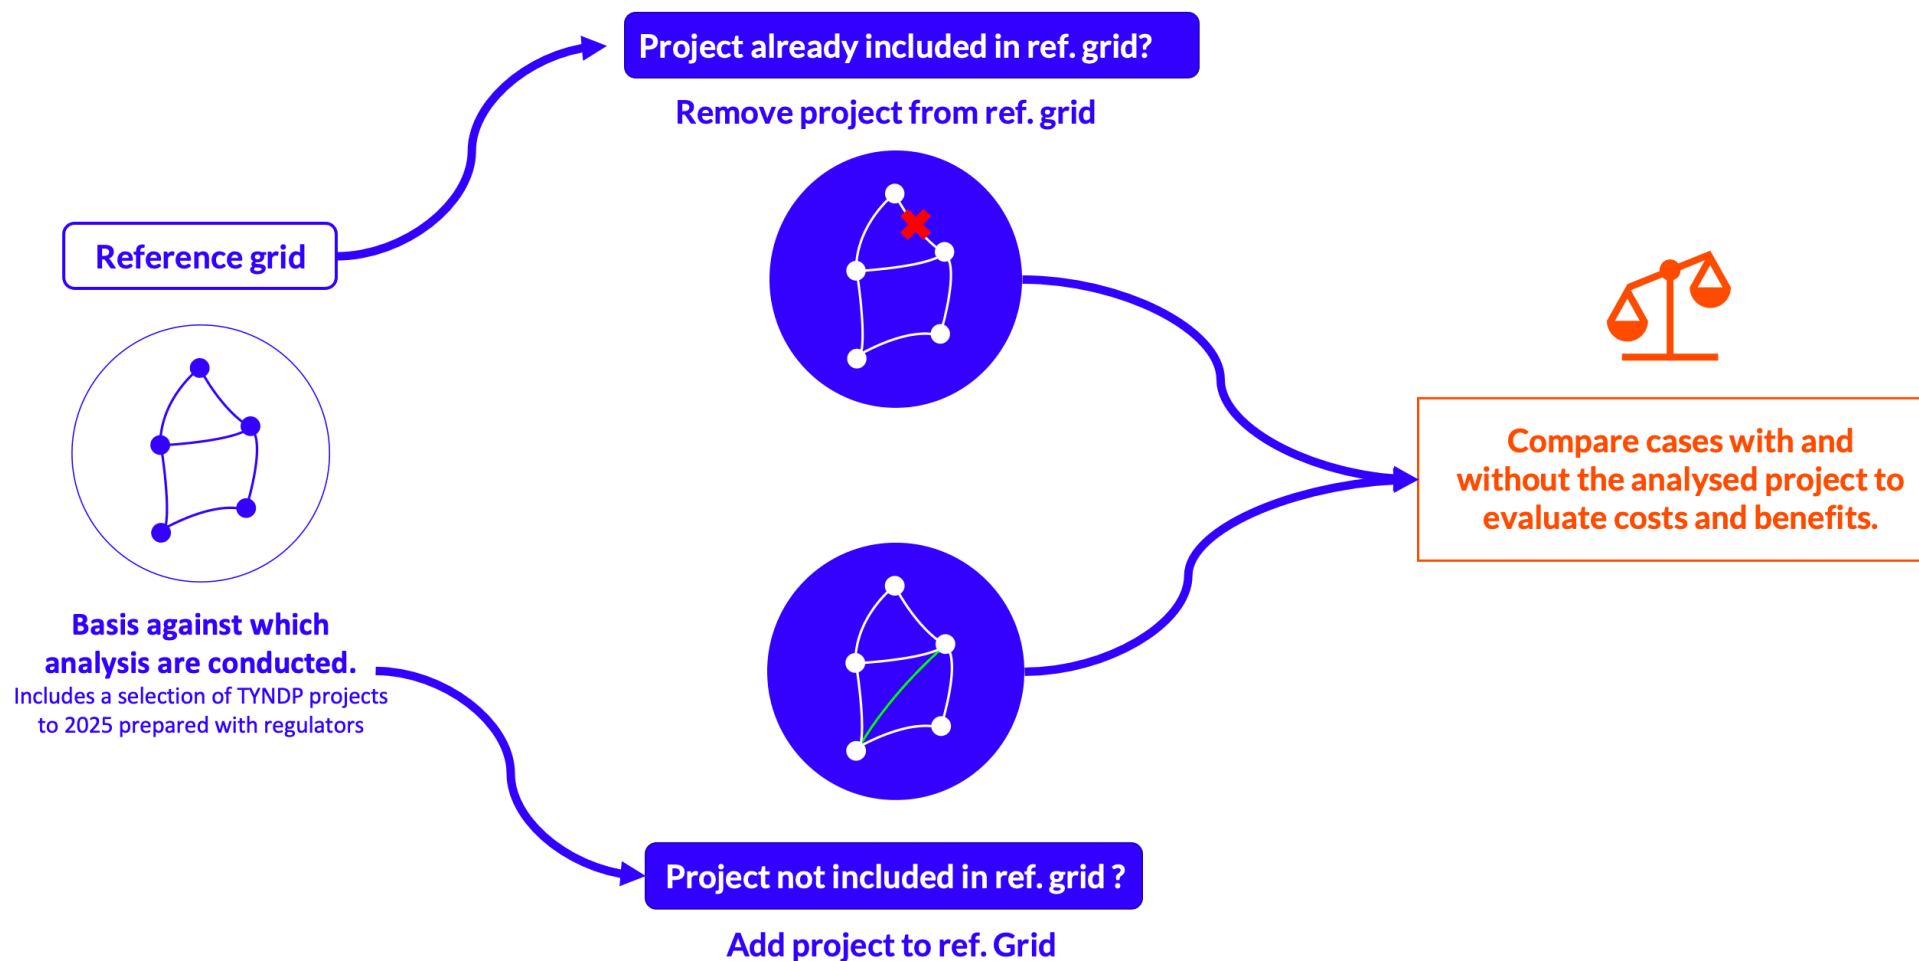 Project already included in ref. grid?
Remove project from ref. grid
Reference grid
Basis against which
analysis are conducted.
Includes a selection of TYNDP projects
to 2025 prepared with regulators
Compare cases with and
without the analysed project to
evaluate costs and benefits.
Project not included in ref. grid ?
Add project to ref. Grid